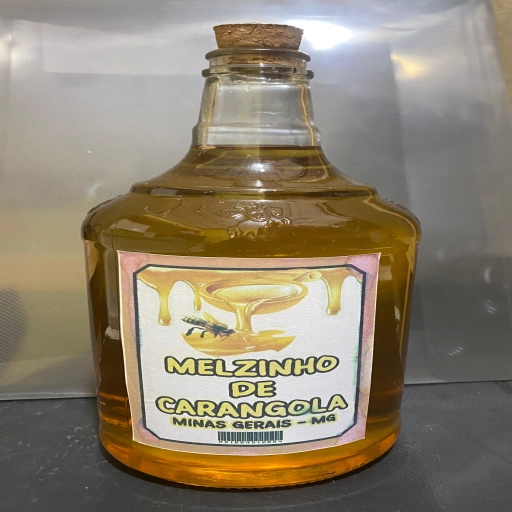 MELZINHO
DE
CARANGOLA
MINAS GERAIS - MG